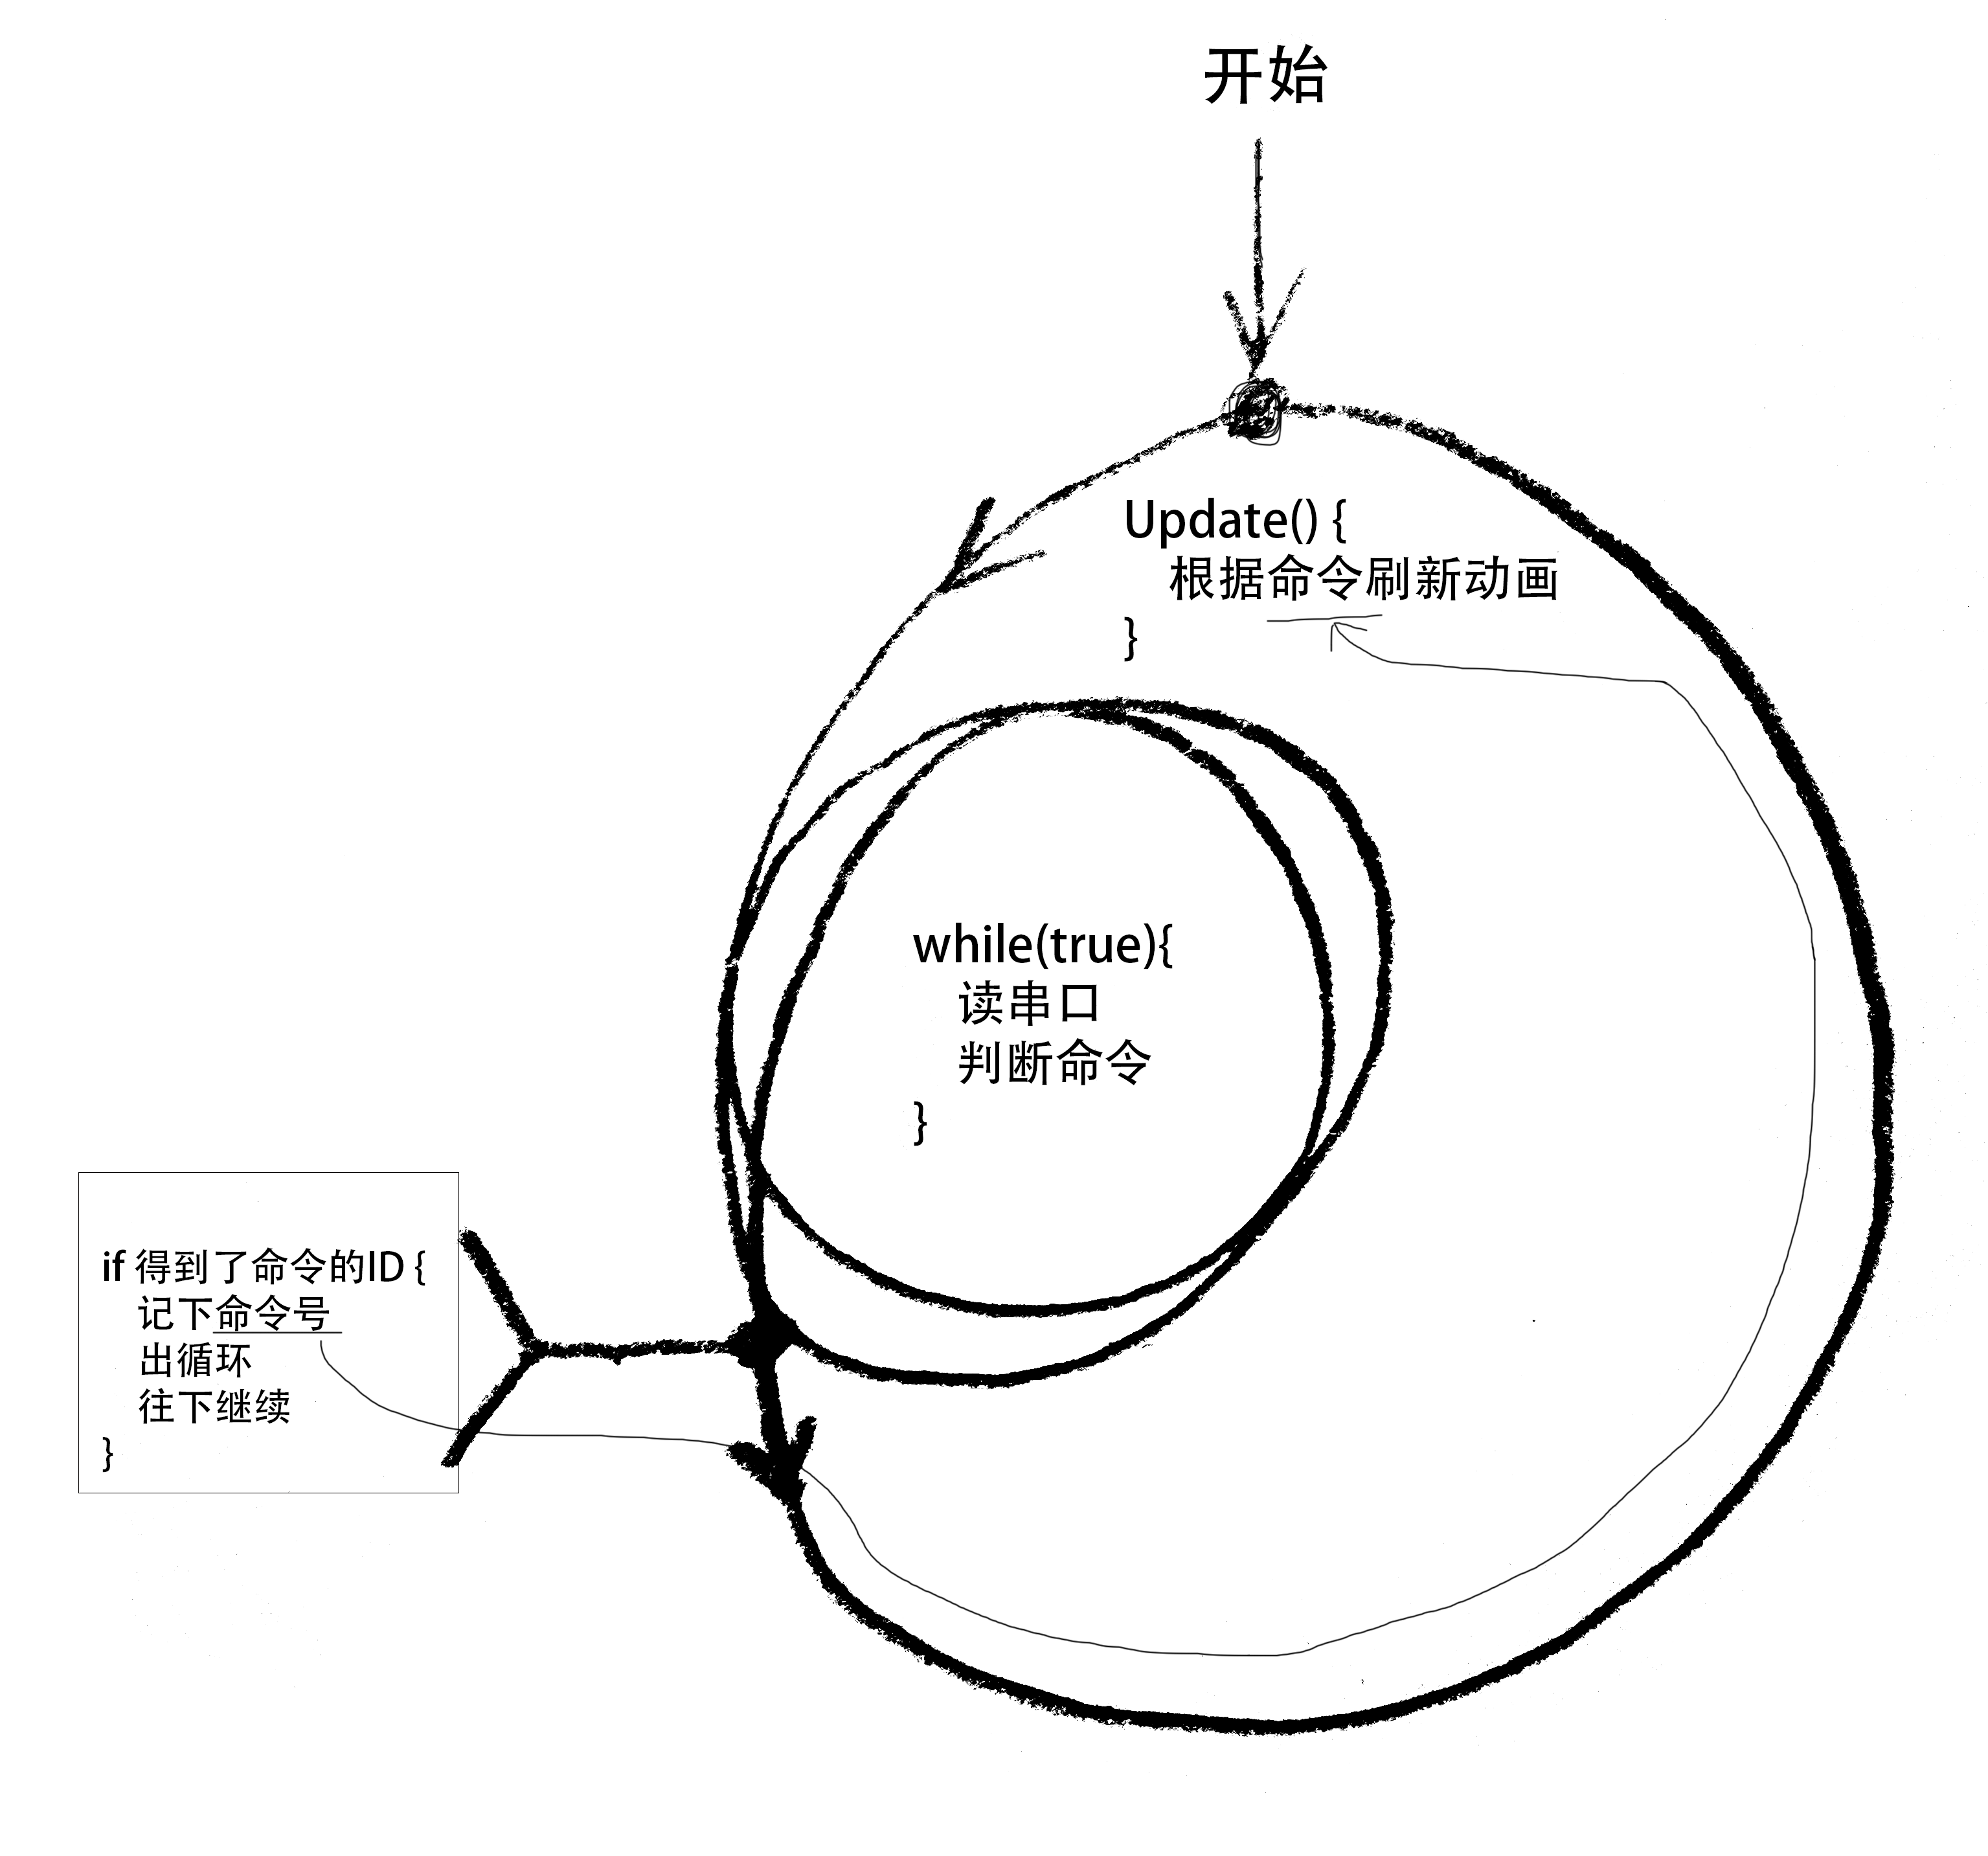 开始
Update() {
根据命令刷新动画
}
while(true){
读串口
判断命令
}
if 得到了命令的ID {
记下命令号
出循环
往下继续
}